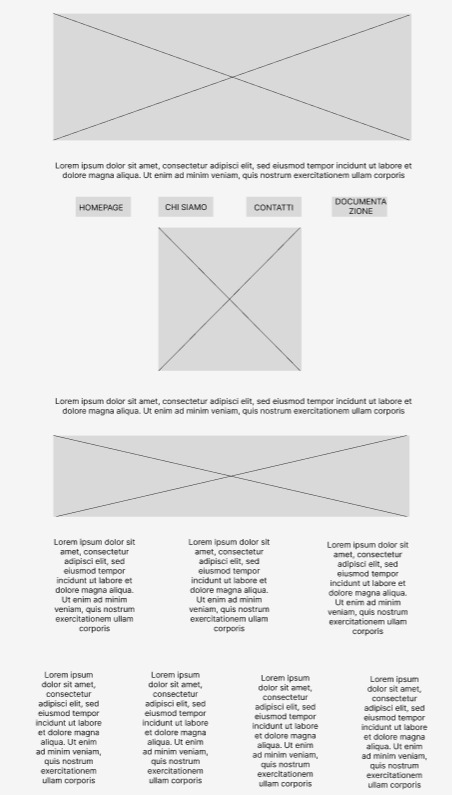 Lorem ipsum dolor sit amet, consectetur adipisci elit, sed eiusmod tempor incidunt ut labore et
dolore magna aliqua. Ut enim ad minim veniam, quis nostrum exercitationem ullam corporis
HOMEPAGE
CHI SIAMO
CONTATTI
DOCUMENTA
ZIONE
Lorem ipsum dolor sit amet, consectetur adipisci elit, sed eiusmod tempor incidunt ut labore et
dolore magna aliqua. Ut enim ad minim veniam, quis nostrum exercitationem ullam corporis
Lorem ipsum dolor sit
amet, consectetur
adipisci elit, sed
eiusmod tempor
incidunt ut labore et
dolore magna aliqua.
Ut enim ad minim
veniam, quis nostrum
exercitationem ullam
corporis
Lorem ipsum dolor sit
amet, consectetur
adipisci elit, sed
eiusmod tempor
incidunt ut labore et
dolore magna aliqua.
Ut enim ad minim
veniam, quis nostrum
exercitationem ullam
corporis
Lorem ipsum dolor sit
amet, consectetur
adipisci elit, sed
eiusmod tempor
incidunt ut labore et
dolore magna aliqua.
Ut enim ad minim
veniam, quis nostrum
exercitationem ullam
corporis
Lorem ipsum
dolor sit amet,
consectetur
adipisci elit, sed
eiusmod tempor
incidunt ut labore
et dolore magna
aliqua. Ut enim
ad minim veniam,
quis nostrum
exercitationem
ullam corporis
Lorem ipsum
dolor sit amet,
consectetur
adipisci elit, sed
eiusmod tempor
incidunt ut labore
et dolore magna
aliqua. Ut enim
ad minim veniam,
quis nostrum
exercitationem
ullam corporis
Lorem ipsum
dolor sit amet,
consectetur
adipisci elit, sed
eiusmod tempor
incidunt ut labore
et dolore magna
aliqua. Ut enim
ad minim veniam,
quis nostrum
exercitationem
ullam corporis
Lorem ipsum
dolor sit amet,
consectetur
adipisci elit, sed
eiusmod tempor
incidunt ut labore
et dolore magna
aliqua. Ut enim
ad minim veniam,
quis nostrum
exercitationem
ullam corporis